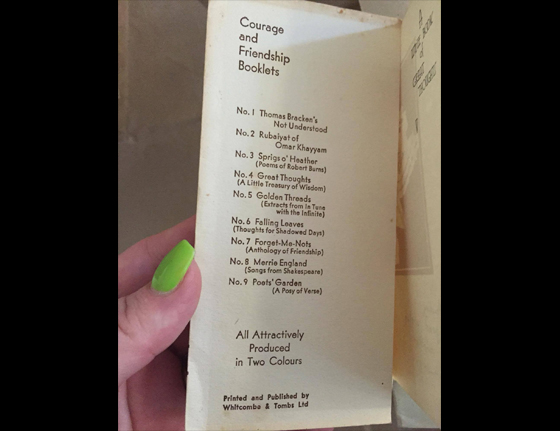 Courage
and
Friendship
Booklets
No. 1 Thomas Bracken's
Not Understood
No. 2 Rubaiyat of
Omar Khayyam
No. 3 Sprigs o' Heather
(Poems of Robert Burns)
No. 4 Great Thoughts
(A Little Treasury of Wisdom)
No. 5 Golden Threads
(Extracts from In Tune
with the Infinite)
No. 6 Falling Leaves
(Thoughts for Shadowed Days)
No. 7 Forget-Me-Nots
(Anthology of Friendship)
No. 8 Merrie England
(Songs from Shakespeare)
No. 9 Poets' Garden
(A Posy of Verse)
All Attractively
Produced
in Two Colours
Printed and Published by
Whitcombe & Tombs Ltd
A
BOOK
of
GREAT